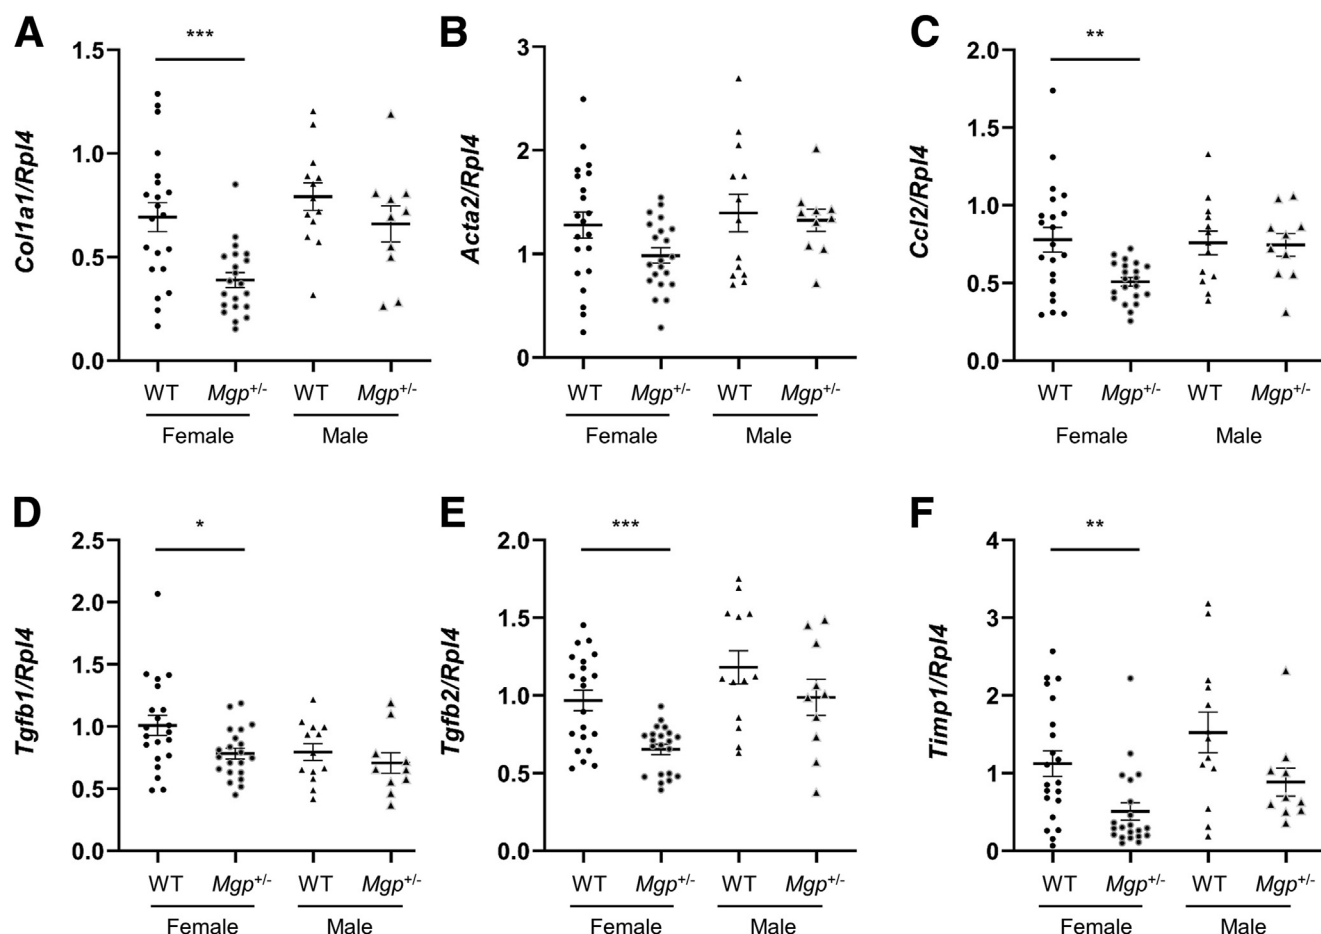 A
***
1.5
1.0
0.5
0.0
Col1a1/Rpl4
WT Mgp+/- WT Mgp+/-
Female Male
B
3
2
1
0
Acta2/Rpl4
WT Mgp+/- WT Mgp+/-
Female Male
C
**
2.0
1.5
1.0
0.5
0.0
Ccl2/Rpl4
WT Mgp+/- WT Mgp+/-
Female Male
D
*
2.5
2.0
1.5
1.0
0.5
0.0
Tgfb1/Rpl4
WT Mgp+/- WT Mgp+/-
Female Male
E
***
2.0
1.5
1.0
0.5
0.0
Tgfb2/Rpl4
WT Mgp+/- WT Mgp+/-
Female Male
F
**
4
3
2
1
0
Timp1/Rpl4
WT Mgp+/- WT Mgp+/-
Female Male